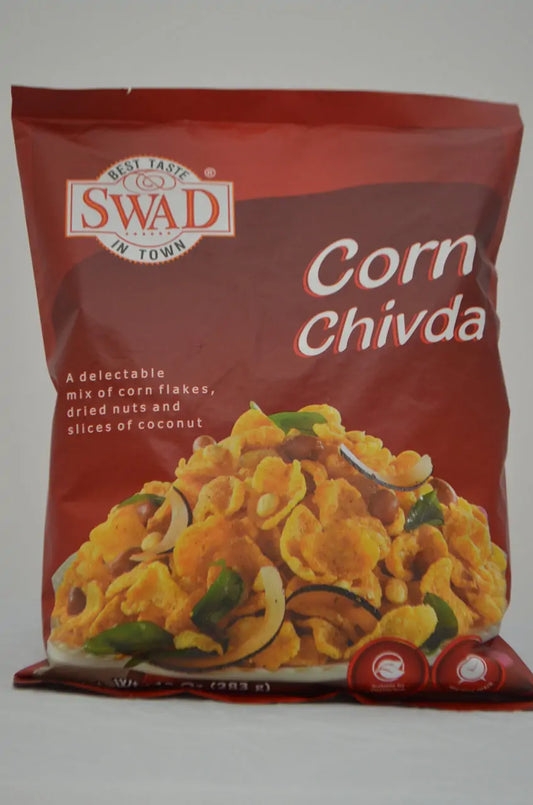 BEST TASTE
SWAD
®
IN TOWN
Corn
Chivda
A delectable
mix of corn flakes,
dried nuts and
slices of coconut
(283 g)